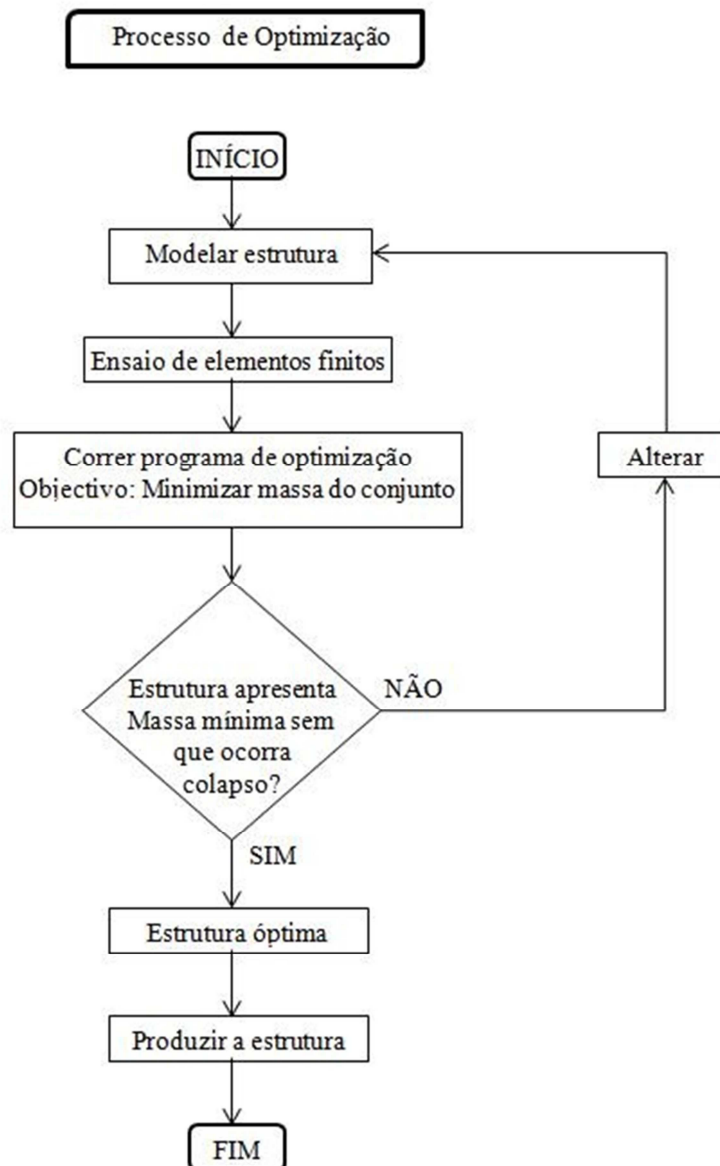 Processo de Optimização
INÍCIO
Modelar estrutura
Ensaio de elementos finitos
Correr programa de optimização
Objectivo: Minimizar massa do conjunto
Alterar
Estrutura apresenta
Massa mínima sem
que ocorra
colapso?
NÃO
SIM
Estrutura óptima
Produzir a estrutura
FIM